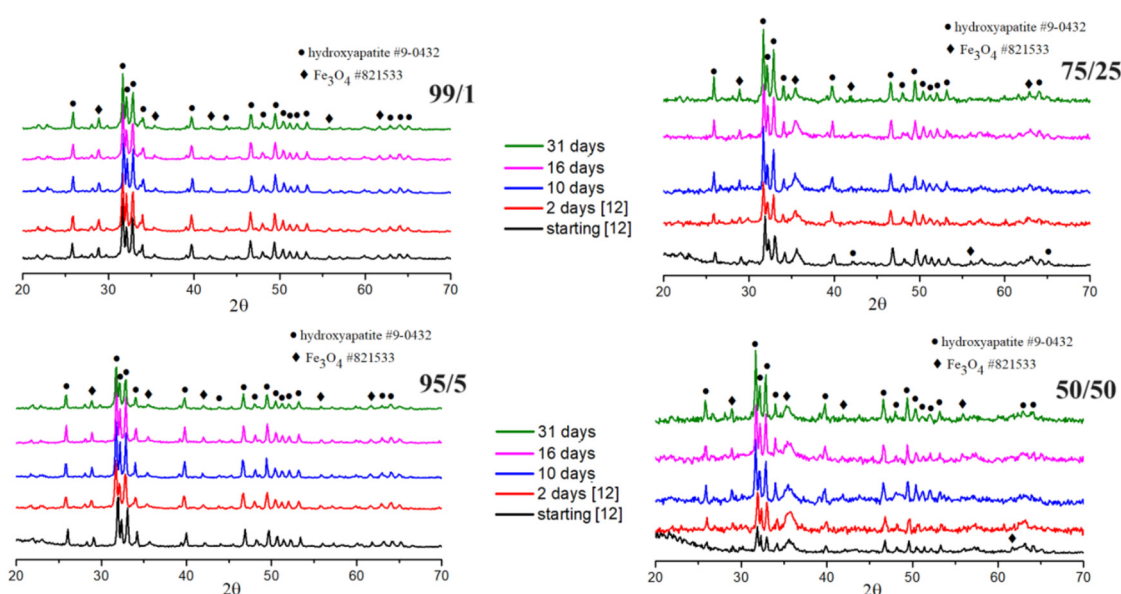 ● hydroxyapatite #9-0432
♦ Fe3O4 #821533
99/1
20 30 40 50 60 70
2θ
● hydroxyapatite #9-0432
♦ Fe3O4 #821533
75/25
20 30 40 50 60 70
2θ
31 days
16 days
10 days
2 days [12]
starting [12]
● hydroxyapatite #9-0432
♦ Fe3O4 #821533
95/5
20 30 40 50 60 70
2θ
● hydroxyapatite #9-0432
♦ Fe3O4 #821533
50/50
20 30 40 50 60 70
2θ
31 days
16 days
10 days
2 days [12]
starting [12]